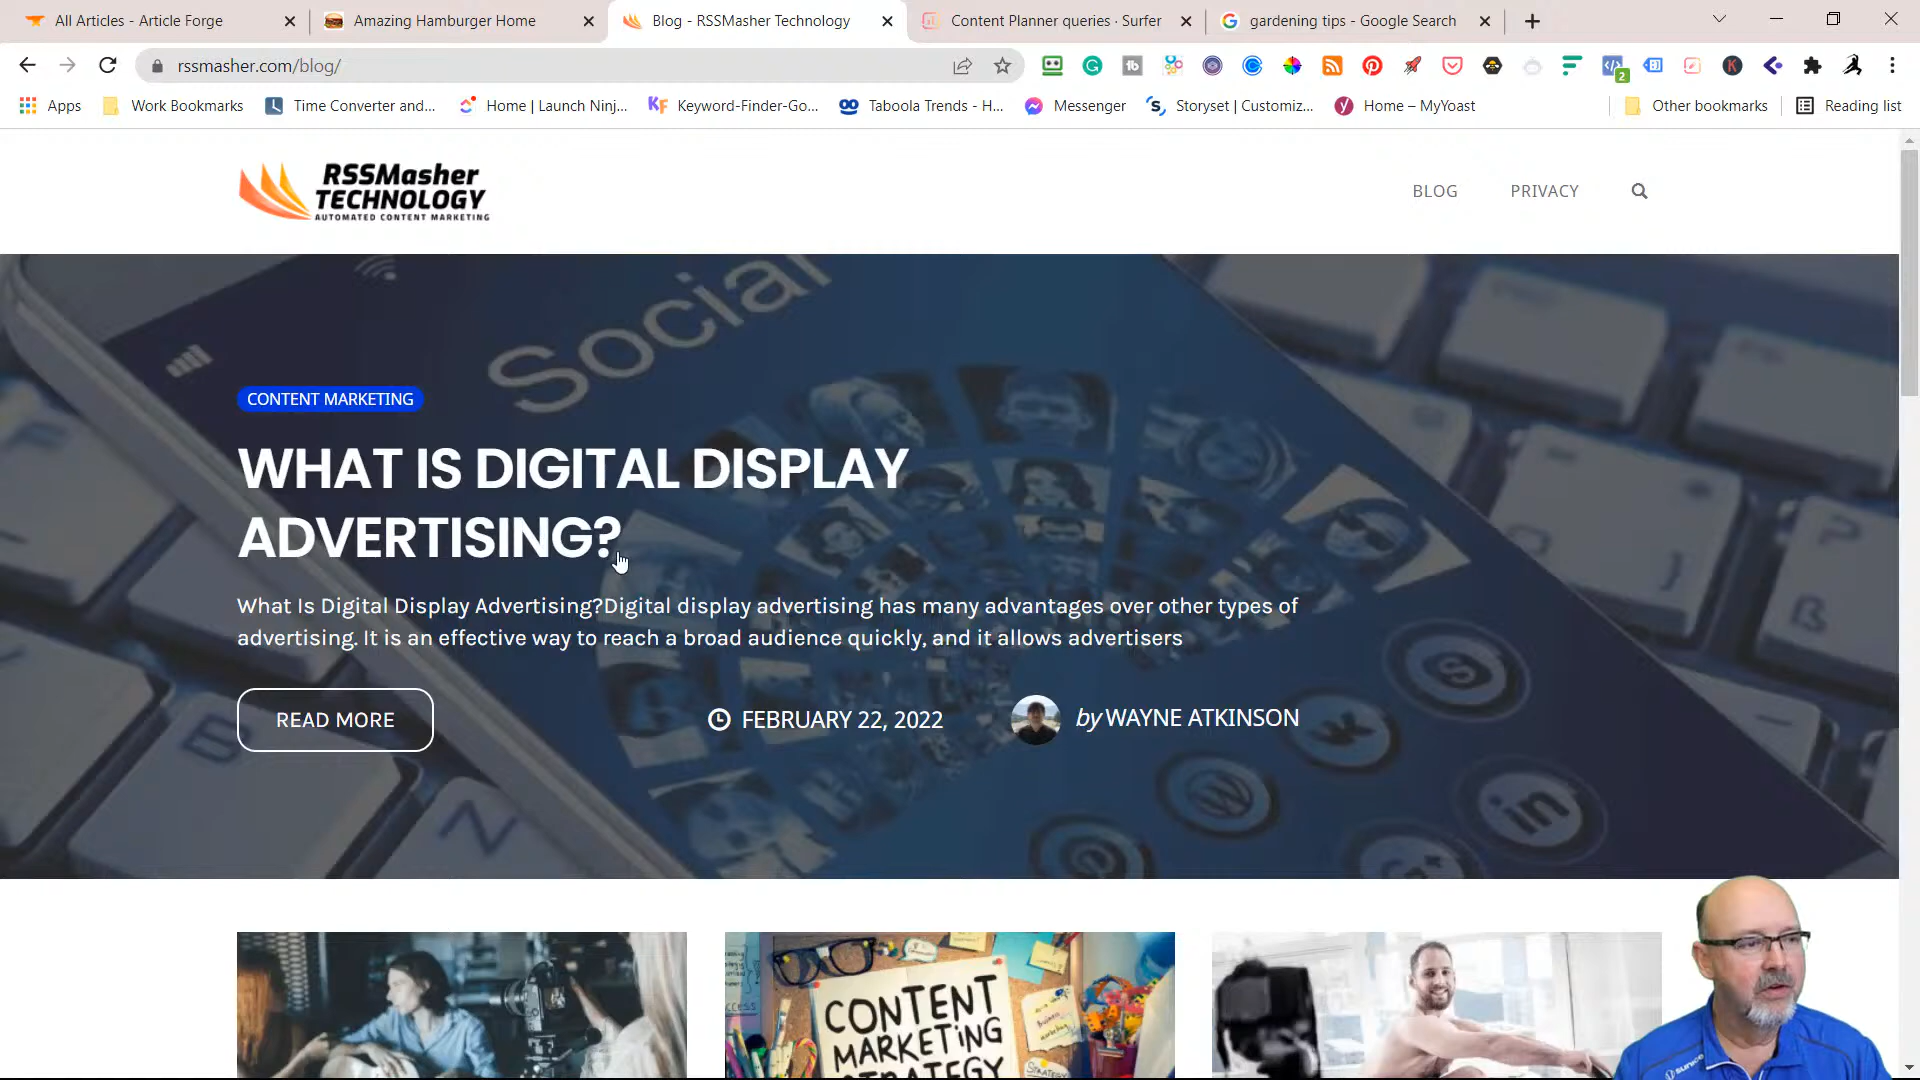 All Articles - Article Forge
Amazing Hamburger Home
Blog - RSSMasher Technology
Content Planner queries · Surfer
gardening tips - Google Search
rssmasher.com/blog/
2
Apps
Work Bookmarks
Time Converter and...
Home | Launch Ninj...
Keyword-Finder-Go...
Taboola Trends - H...
Messenger
Storyset | Customiz...
Home – MyYoast
Other bookmarks
Reading list
RSSMasher
TECHNOLOGY
AUTOMATED CONTENT MARKETING
BLOG
PRIVACY
Social
CONTENT MARKETING
WHAT IS DIGITAL DISPLAY
ADVERTISING?
What Is Digital Display Advertising?Digital display advertising has many advantages over other types of
advertising. It is an effective way to reach a broad audience quickly, and it allows advertisers
READ MORE
FEBRUARY 22, 2022
by WAYNE ATKINSON
CONTENT
MARKETING
STRATEGY